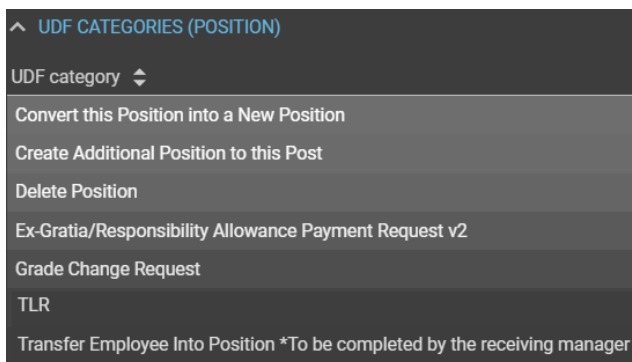 UDF CATEGORIES (POSITION)
UDF category
Convert this Position into a New Position
Create Additional Position to this Post
Delete Position
Ex-Gratia/Responsibility Allowance Payment Request v2
Grade Change Request
TLR
Transfer Employee Into Position *To be completed by the receiving manager